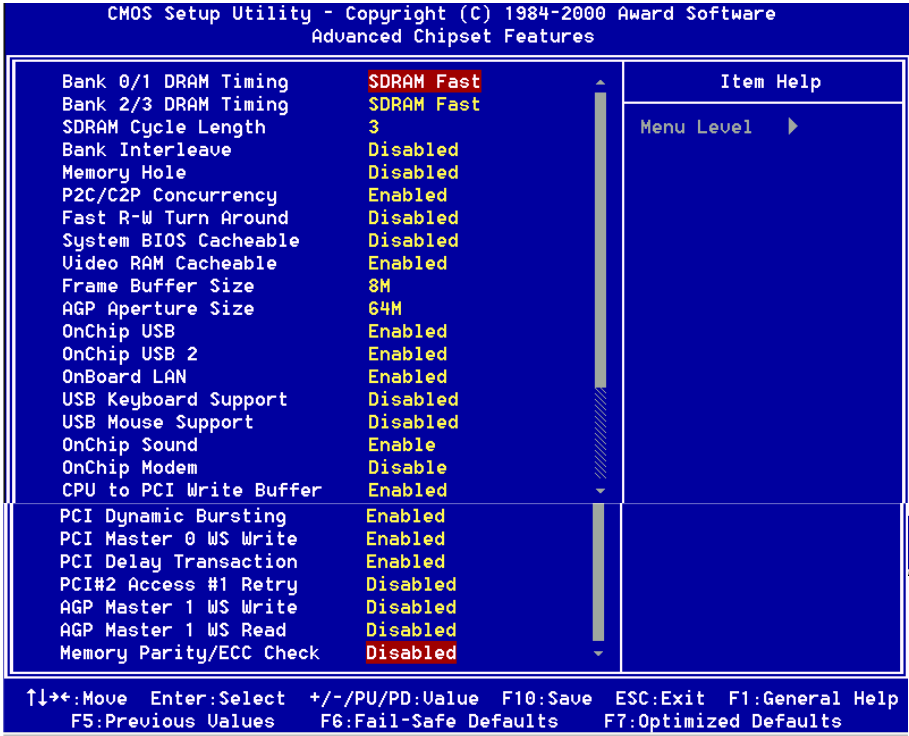 CMOS Setup Utility - Copyright (C) 1984-2000 Award Software
Advanced Chipset Features
Bank 0/1 DRAM Timing SDRAM Fast
Bank 2/3 DRAM Timing SDRAM Fast
SDRAM Cycle Length 3
Bank Interleave Disabled
Memory Hole Disabled
P2C/C2P Concurrency Enabled
Fast R-W Turn Around Disabled
System BIOS Cacheable Disabled
Video RAM Cacheable Enabled
Frame Buffer Size 8M
AGP Aperture Size 64M
OnChip USB Enabled
OnChip USB 2 Enabled
OnBoard LAN Enabled
USB Keyboard Support Disabled
USB Mouse Support Disabled
OnChip Sound Enable
OnChip Modem Disable
CPU to PCI Write Buffer Enabled
PCI Dynamic Bursting Enabled
PCI Master 0 WS Write Enabled
PCI Delay Transaction Enabled
PCI#2 Access #1 Retry Disabled
AGP Master 1 WS Write Disabled
AGP Master 1 WS Read Disabled
Memory Parity/ECC Check Disabled
Item Help
Menu Level ▶
↑↓→←:Move Enter:Select +/-/PU/PD:Value F10:Save ESC:Exit F1:General Help
F5:Previous Values F6:Fail-Safe Defaults F7:Optimized Defaults